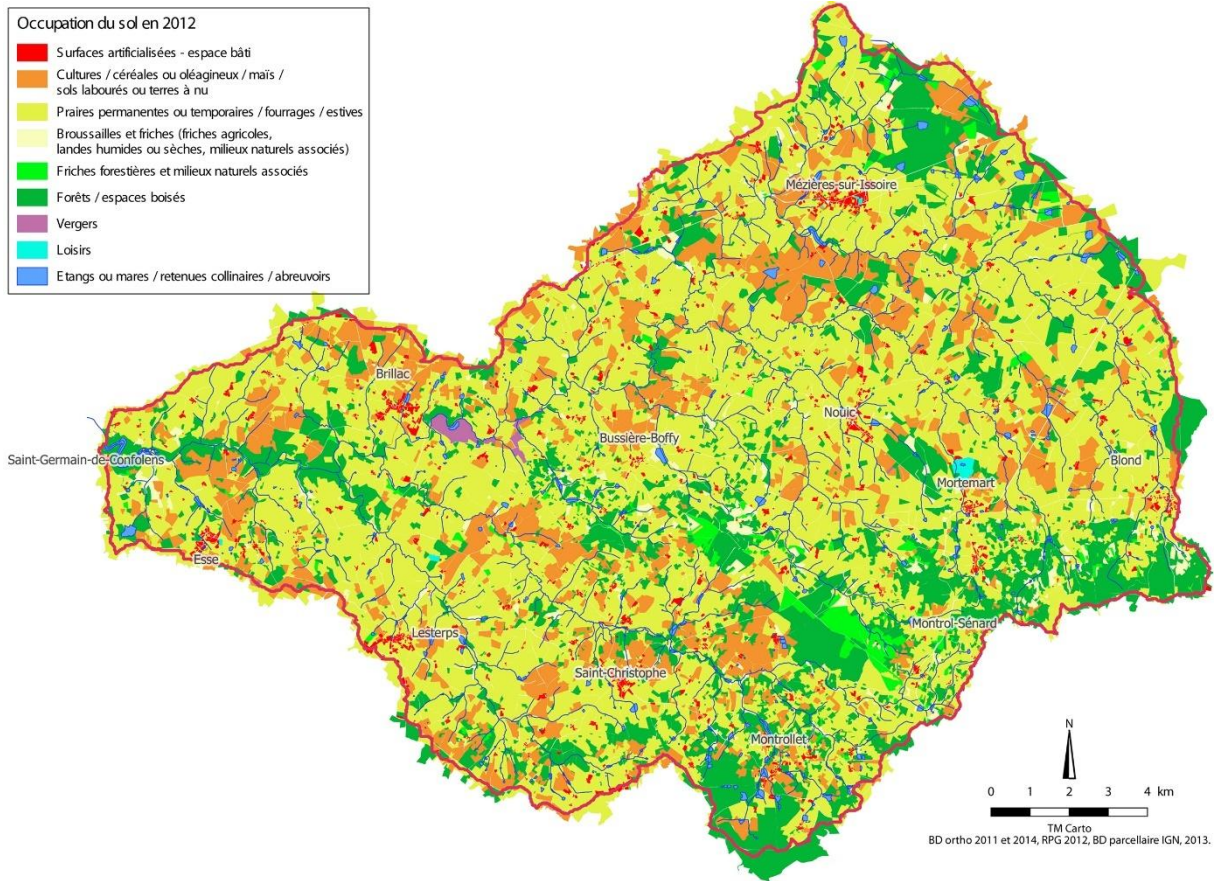 Occupation du sol en 2012
Surfaces artificialisées - espace bâti
Cultures / céréales ou oléagineux / maïs /
sols labourés ou terres à nu
Praires permanentes ou temporaires / fourrages / estives
Broussailles et friches (friches agricoles,
landes humides ou sèches, milieux naturels associés)
Friches forestières et milieux naturels associés
Forêts / espaces boisés
Vergers
Loisirs
Etangs ou mares / retenues collinaires / abreuvoirs
Mézières-sur-Issoire
Brillac
Nouic
Bussière-Boffy
Saint-Germain-de-Confolens
Blond
Mortemart
Esse
Montrol-Sénard
Lesterps
Saint-Christophe
Montrollet
N
0 1 2 3 4 km
TM Carto
BD ortho 2011 et 2014, RPG 2012, BD parcellaire IGN, 2013.